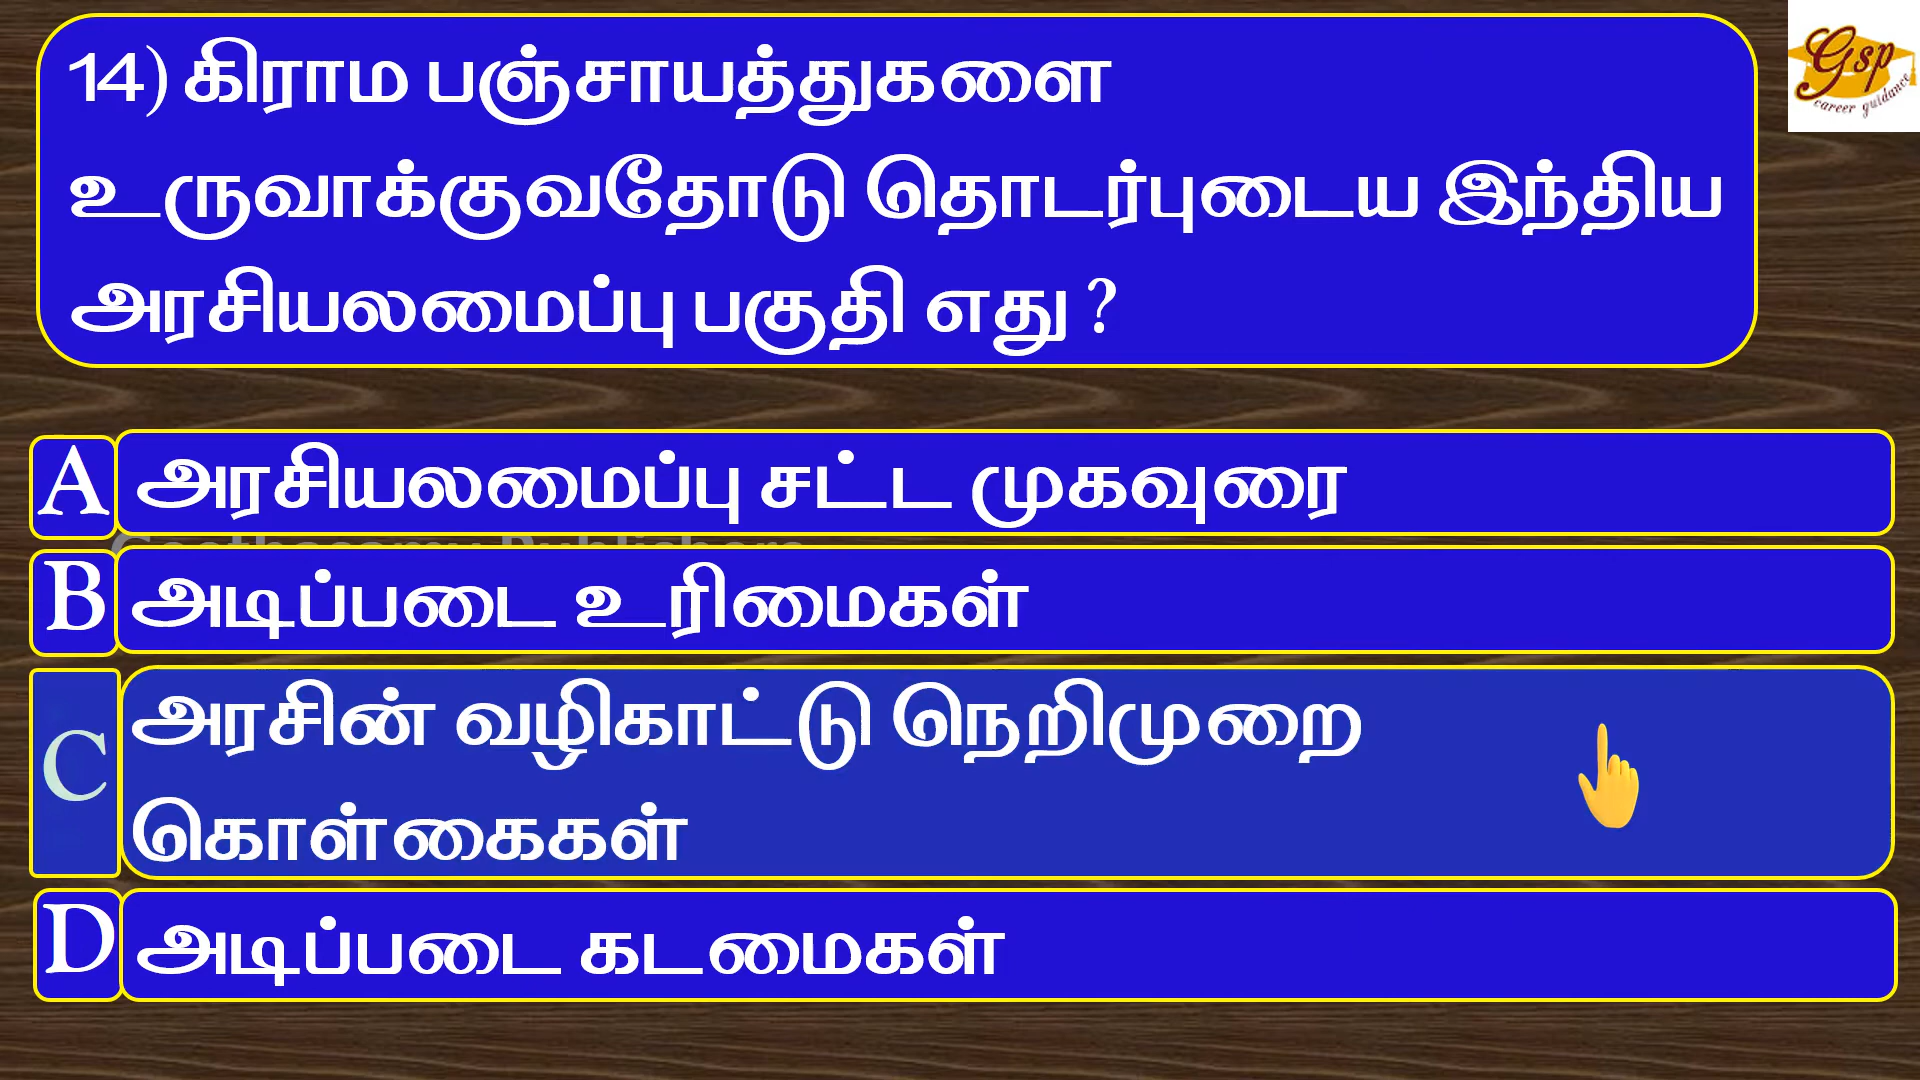 14) கிராம பஞ்சாயத்துகளை
உருவாக்குவதோடு தொடர்புடைய இந்திய
அரசியலமைப்பு பகுதி எது ?
Gsp
career guidance
A அரசியலமைப்பு சட்ட முகவுரை
B அடிப்படை உரிமைகள்
C அரசின் வழிகாட்டு நெறிமுறை
கொள்கைகள்
D அடிப்படை கடமைகள்